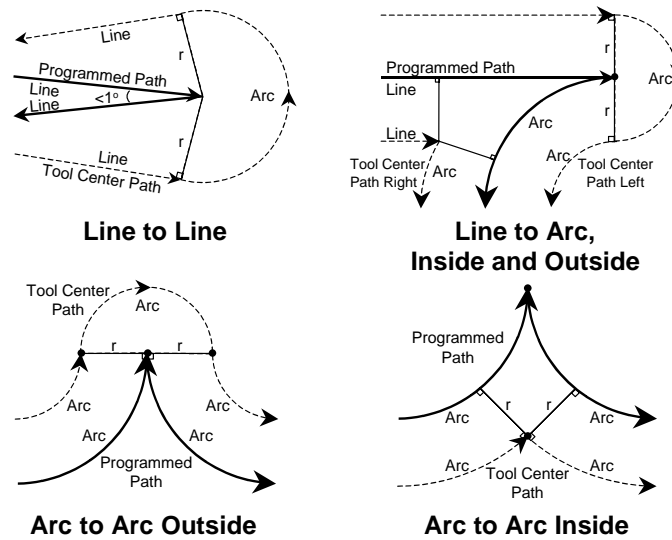 Line
r
Programmed Path
Line
Line
<1°
Arc
r
Line
Tool Center Path
Line to Line
r
Programmed Path
Arc
Line
Arc
r
Line
Arc
Arc
Tool Center
Path Right
Tool Center
Path Left
Line to Arc,
Inside and Outside
Tool Center
Path
Arc
r
r
Arc
Arc
Arc
Arc
Programmed
Path
Arc to Arc Outside
Programmed
Path
r
r
Arc
Arc
Arc
Arc
Tool Center
Path
Arc to Arc Inside